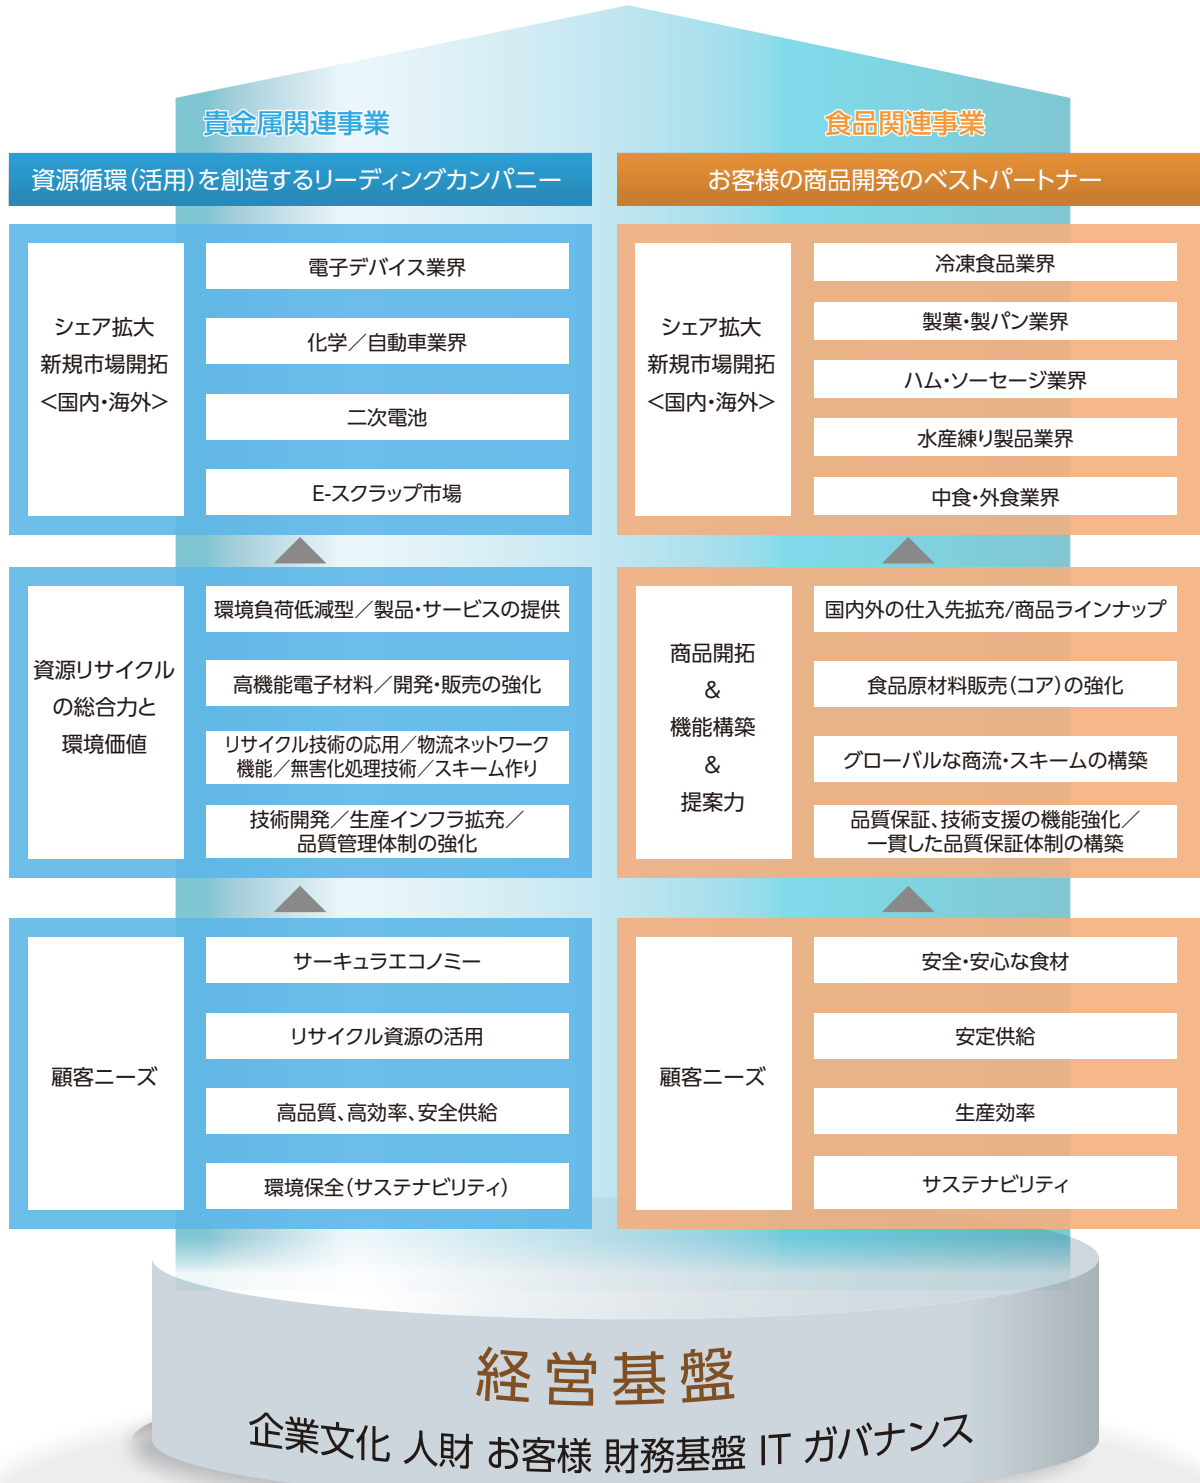 貴金属関連事業
資源循環(活用)を創造するリーディングカンパニー
シェア拡大
新規市場開拓
<国内・海外>
電子デバイス業界
化学／自動車業界
二次電池
E-スクラップ市場
資源リサイクル
の総合力と
環境価値
環境負荷低減型／製品・サービスの提供
高機能電子材料／開発・販売の強化
リサイクル技術の応用／物流ネットワーク
機能／無害化処理技術／スキーム作り
技術開発／生産インフラ拡充／
品質管理体制の強化
顧客ニーズ
サーキュラエコノミー
リサイクル資源の活用
高品質、高効率、安全供給
環境保全(サステナビリティ)
食品関連事業
お客様の商品開発のベストパートナー
シェア拡大
新規市場開拓
<国内・海外>
冷凍食品業界
製菓・製パン業界
ハム・ソーセージ業界
水産練り製品業界
中食・外食業界
商品開拓
&
機能構築
&
提案力
国内外の仕入先拡充/商品ラインナップ
食品原材料販売(コア)の強化
グローバルな商流・スキームの構築
品質保証、技術支援の機能強化／
一貫した品質保証体制の構築
顧客ニーズ
安全・安心な食材
安定供給
生産効率
サステナビリティ
経営基盤
企業文化 人財 お客様 財務基盤 IT ガバナンス